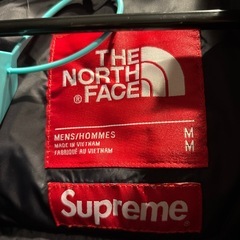 THE
NORTH
FACE
®
MENS/HOMMES M
MADE IN VIETNAM M
FABRIQUÉ AU VIETNAM
Supreme